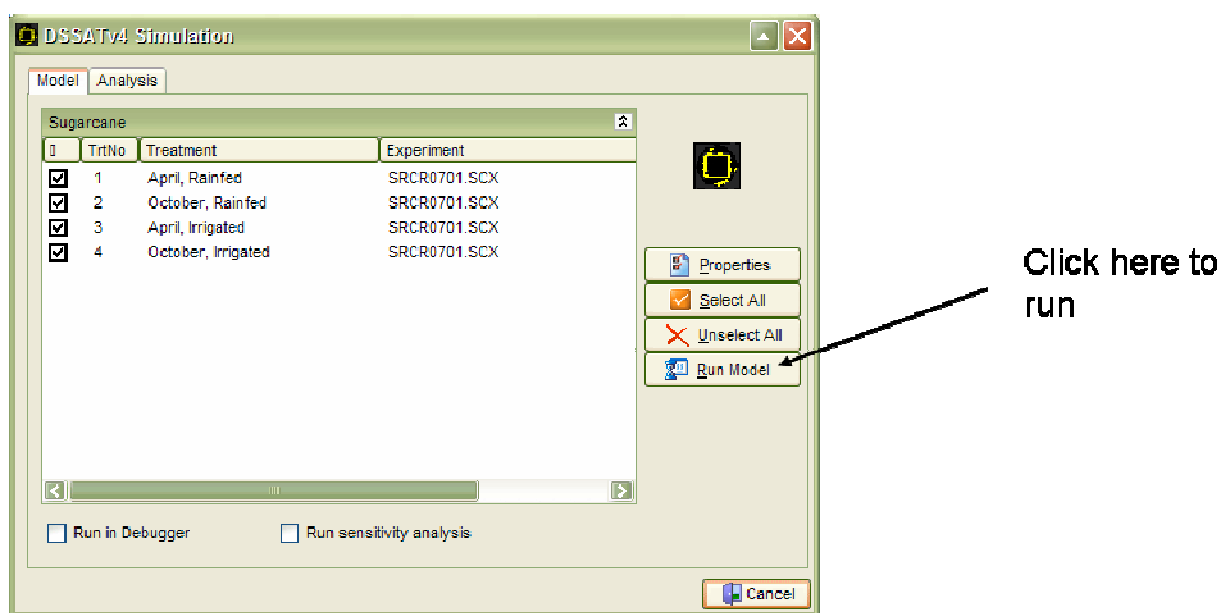 DSSATv4 Simulation
Model Analysis
Sugarcane
TrtNo Treatment Experiment
1 April, Rainfed SRCR0701.SCX
2 October, Rainfed SRCR0701.SCX
3 April, Irrigated SRCR0701.SCX
4 October, Irrigated SRCR0701.SCX
Properties
Select All
Unselect All
Run Model
Click here to
run
Run in Debugger Run sensitivity analysis
Cancel